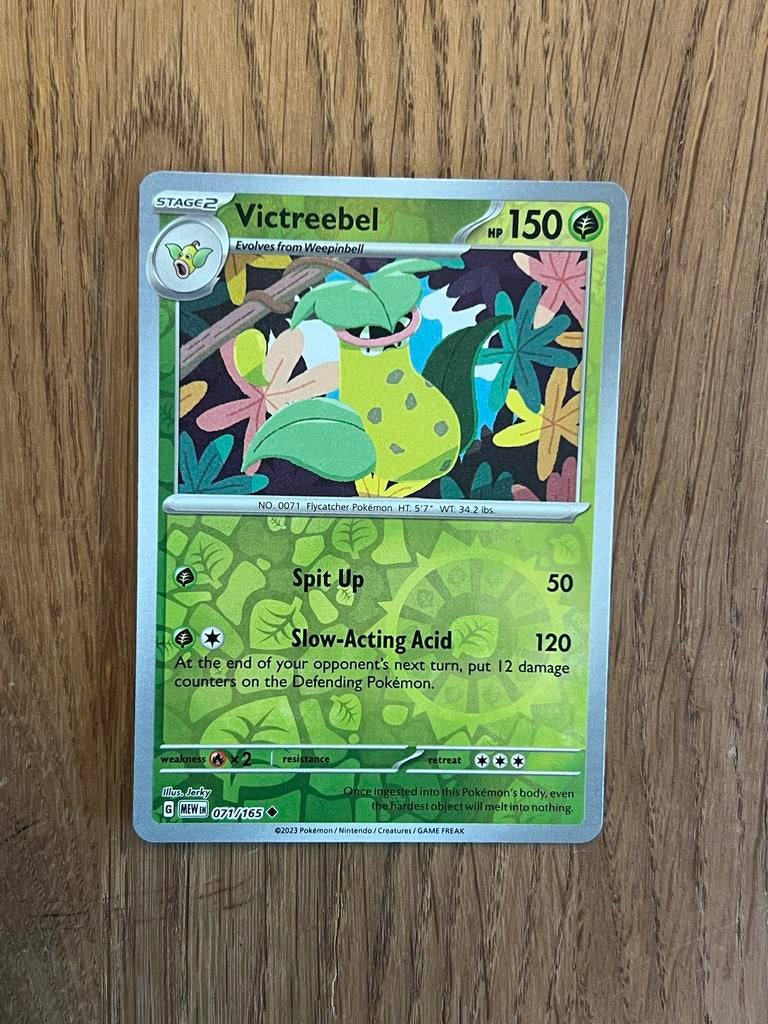 STAGE2 Victreebel HP 150
Evolves from Weepinbell
NO. 0071 Flycatcher Pokémon HT. 5'7" WT. 34.2 lbs.
Spit Up 50
Slow-Acting Acid 120
At the end of your opponent's next turn, put 12 damage
counters on the Defending Pokémon.
weakness ×2 resistance retreat
Illus. Jerky
Once ingested into this Pokémon's body, even
the hardest object will melt into nothing.
G MEW EN 071/165
©2023 Pokémon / Nintendo / Creatures / GAME FREAK